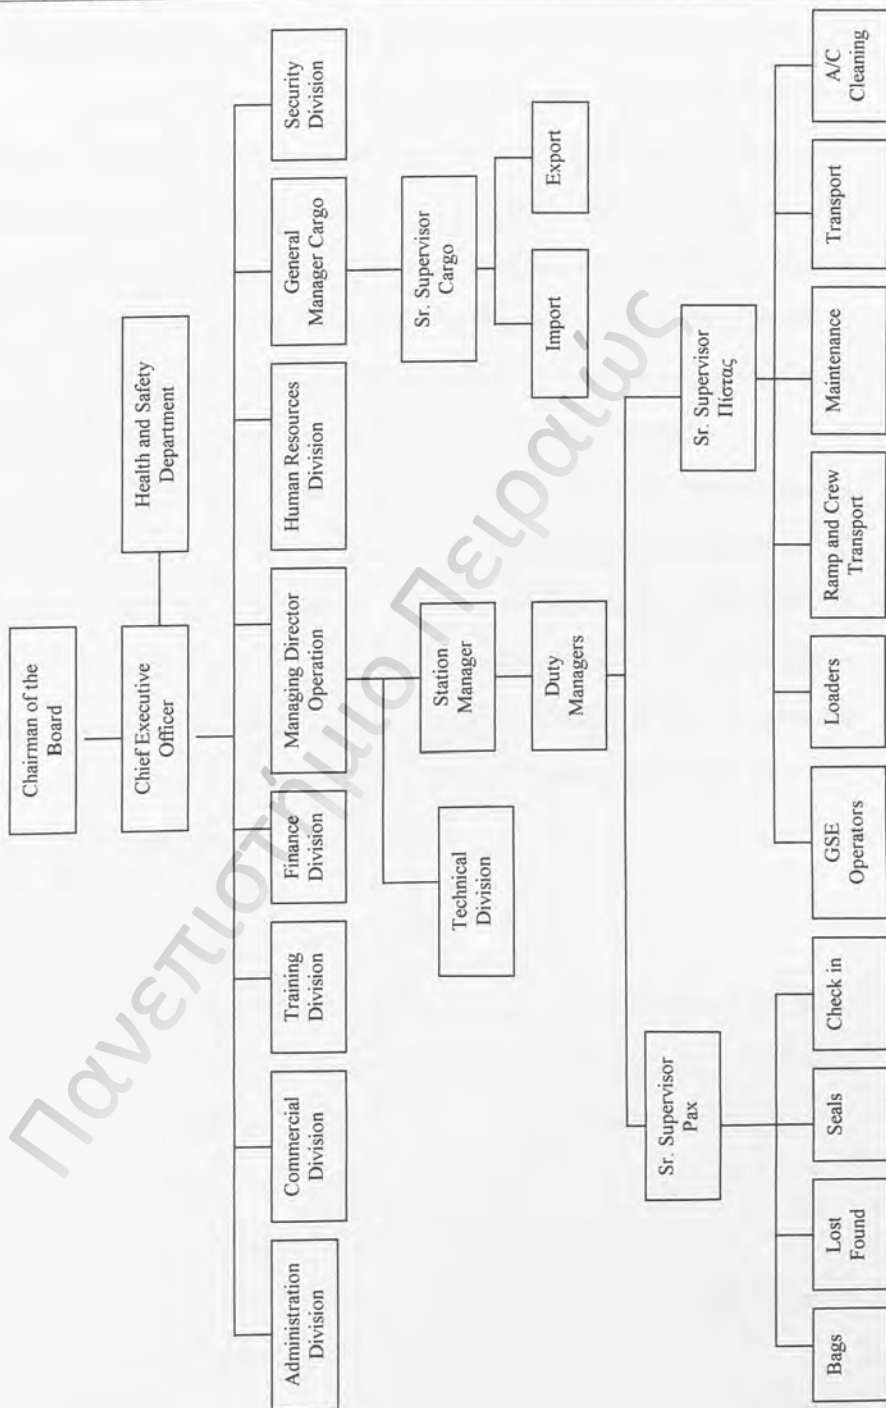 Chairman of the
Board
Chief Executive
Officer
Health and Safety
Department
Administration
Division
Commercial
Division
Training
Division
Finance
Division
Managing Director
Operation
Human Resources
Division
General
Manager Cargo
Security
Division
Technical
Division
Station
Manager
Sr. Supervisor
Cargo
Duty
Managers
Import
Export
Sr. Supervisor
Pax
Sr. Supervisor
Πίστας
Bags
Lost
Found
Seals
Check in
GSE
Operators
Loaders
Ramp and Crew
Transport
Maintenance
Transport
A/C
Cleaning
Πανεπιστήμιο Πειραιώς